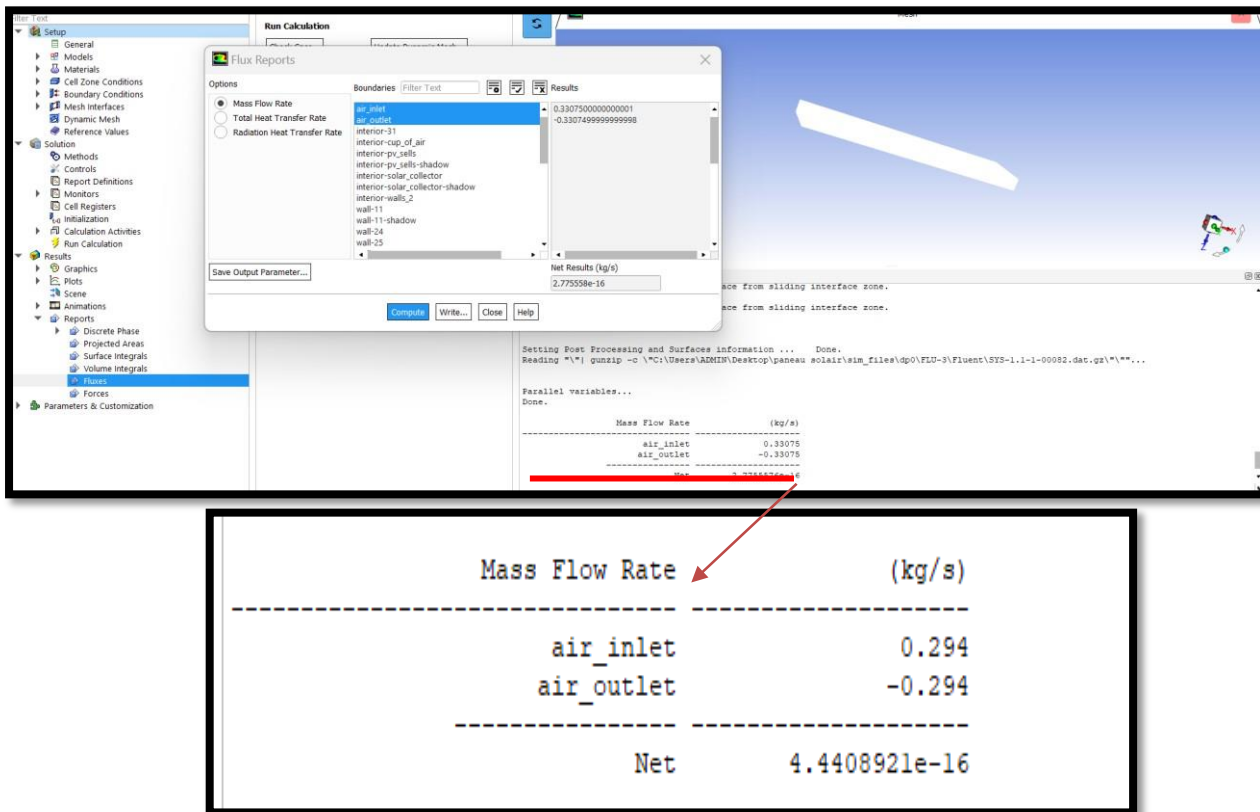 Filter Text
Setup
General
Models
Materials
Cell Zone Conditions
Boundary Conditions
Mesh Interfaces
Dynamic Mesh
Reference Values
Solution
Methods
Controls
Report Definitions
Monitors
Cell Registers
Initialization
Calculation Activities
Run Calculation
Results
Graphics
Plots
Scene
Animations
Reports
Discrete Phase
Projected Areas
Surface Integrals
Volume Integrals
Fluxes
Forces
Parameters & Customization
Run Calculation
Mesh
Flux Reports
Options
Mass Flow Rate
Total Heat Transfer Rate
Radiation Heat Transfer Rate
Save Output Parameter...
Boundaries Filter Text
air_inlet
air_outlet
interior-31
interior-cup_of_air
interior-pv_sells
interior-pv_sells-shadow
interior-solar_collector
interior-solar_collector-shadow
interior-walls_2
wall-11
wall-11-shadow
wall-24
wall-25
Results
0.3307500000000001
-0.3307499999999998
Net Results (kg/s)
2.775558e-16
Compute Write... Close Help
ace from sliding interface zone.
ace from sliding interface zone.
Setting Post Processing and Surfaces information ... Done.
Reading "\"| gunzip -c \"C:\Users\ADMIN\Desktop\paneau solair\sim_files\dp0\FLU-3\Fluent\SYS-1.1-1-00082.dat.gz\"\""...
Parallel variables...
Done.
Mass Flow Rate (kg/s)
air_inlet 0.33075
air_outlet -0.33075
Mass Flow Rate (kg/s)
air_inlet 0.294
air_outlet -0.294
Net 4.4408921e-16